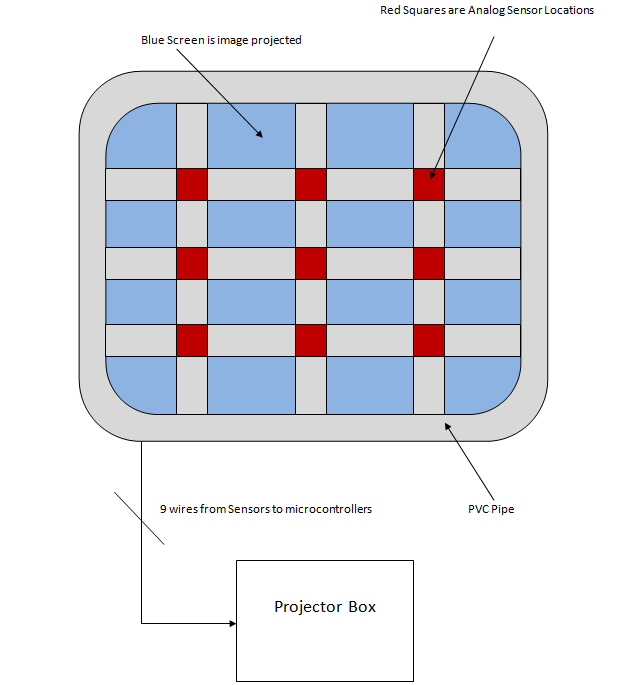 Red Squares are Analog Sensor Locations
Blue Screen is image projected
9 wires from Sensors to microcontrollers
PVC Pipe
Projector Box